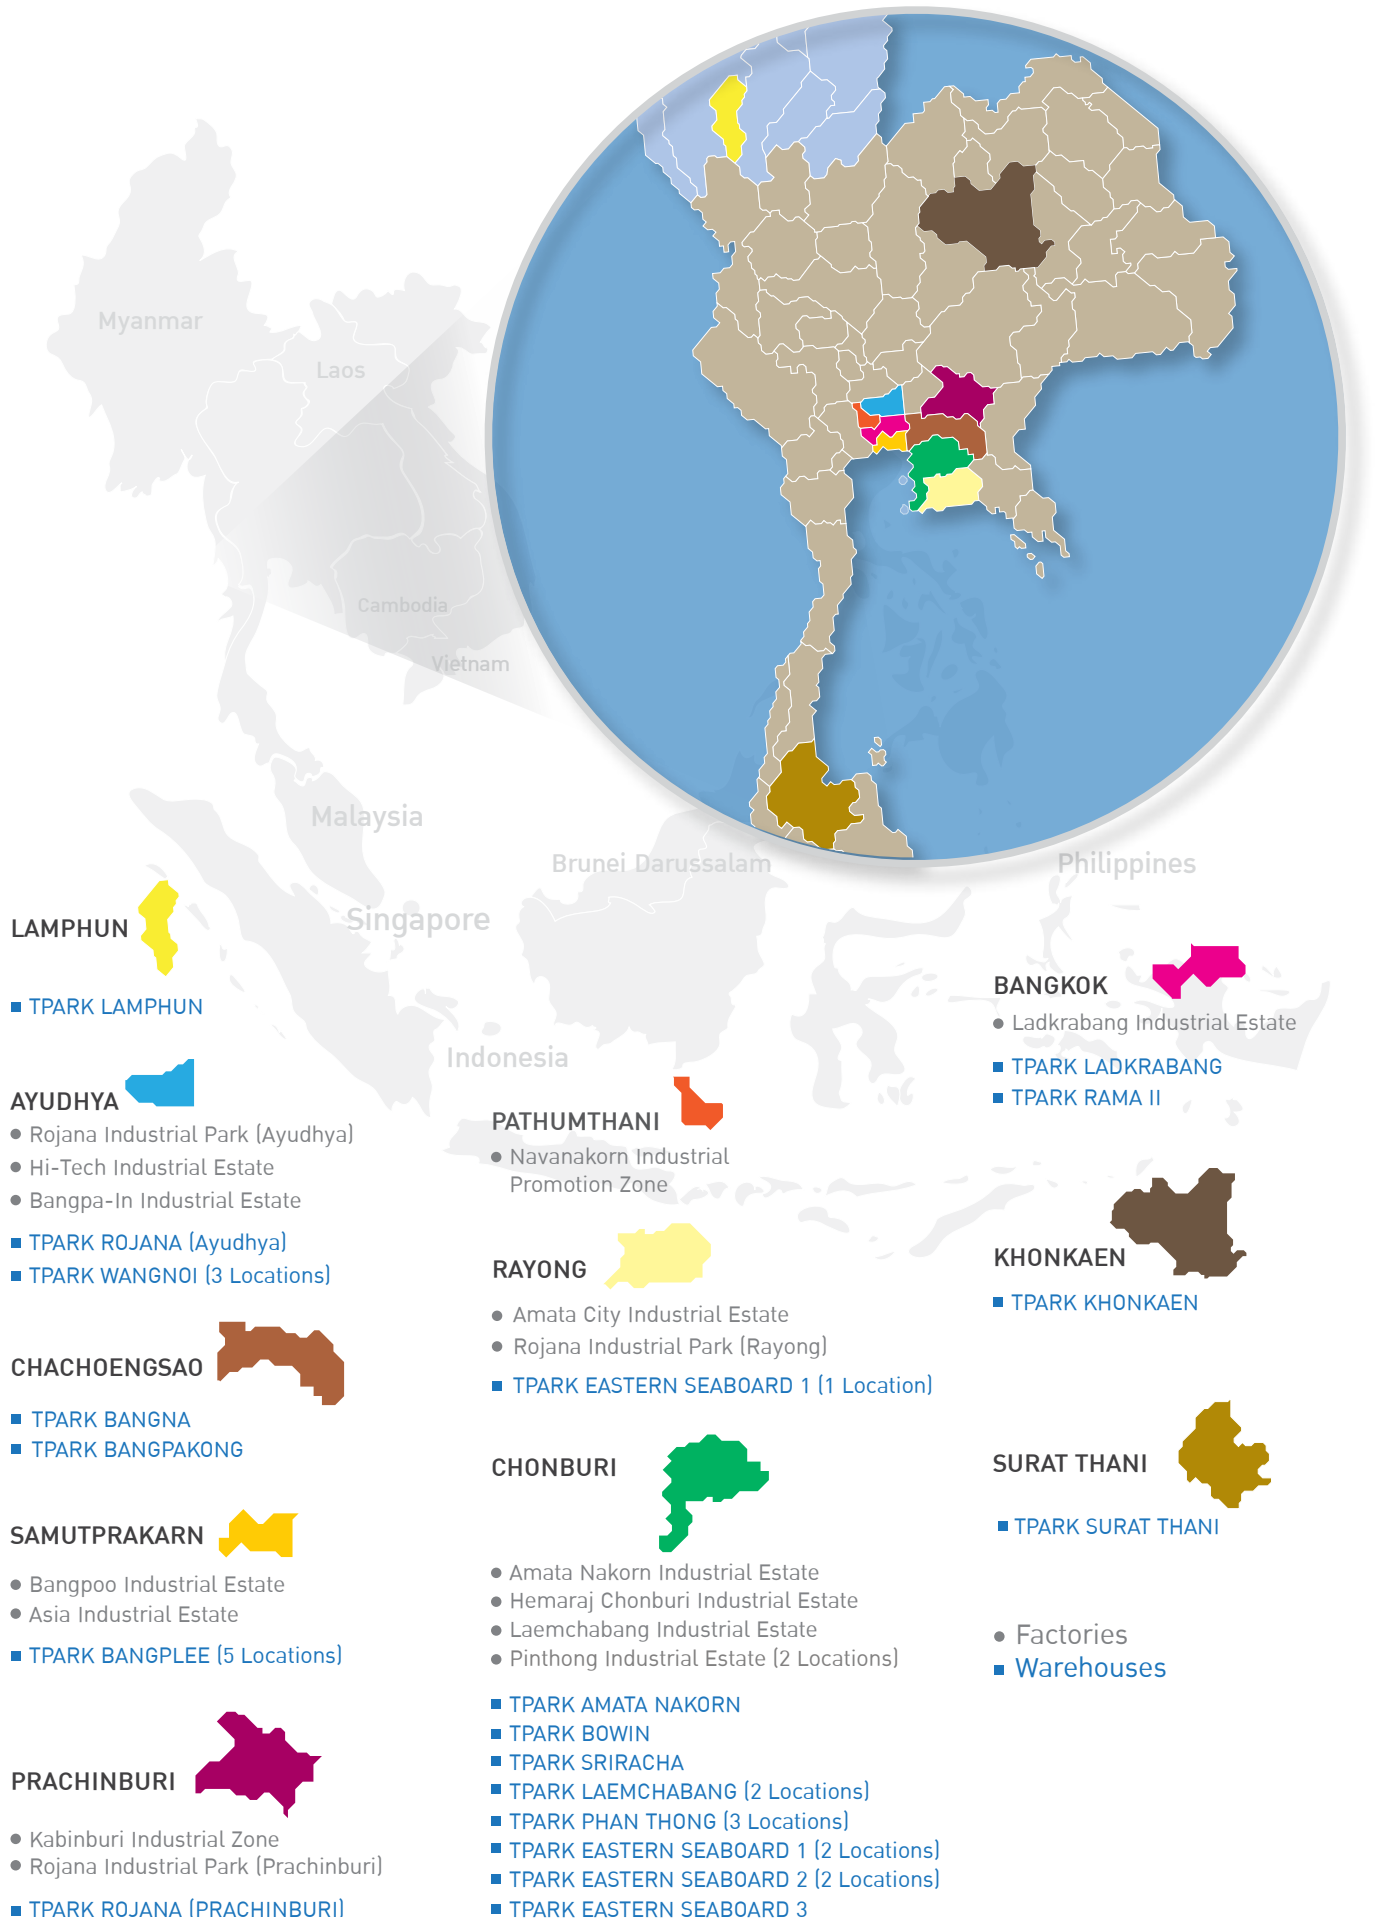 Myanmar
Laos
Cambodia
Vietnam
Malaysia
Brunei Darussalam
Philippines
Singapore
Indonesia
LAMPHUN
TPARK LAMPHUN
AYUDHYA
Rojana Industrial Park (Ayudhya)
Hi-Tech Industrial Estate
Bangpa-In Industrial Estate
TPARK ROJANA (Ayudhya)
TPARK WANGNOI (3 Locations)
CHACHOENGSAO
TPARK BANGNA
TPARK BANGPAKONG
SAMUTPRAKARN
Bangpoo Industrial Estate
Asia Industrial Estate
TPARK BANGPLEE (5 Locations)
PRACHINBURI
Kabinburi Industrial Zone
Rojana Industrial Park (Prachinburi)
TPARK ROJANA (PRACHINBURI)
PATHUMTHANI
Navanakorn Industrial
Promotion Zone
RAYONG
Amata City Industrial Estate
Rojana Industrial Park (Rayong)
TPARK EASTERN SEABOARD 1 (1 Location)
CHONBURI
Amata Nakorn Industrial Estate
Hemaraj Chonburi Industrial Estate
Laemchabang Industrial Estate
Pinthong Industrial Estate (2 Locations)
TPARK AMATA NAKORN
TPARK BOWIN
TPARK SRIRACHA
TPARK LAEMCHABANG (2 Locations)
TPARK PHAN THONG (3 Locations)
TPARK EASTERN SEABOARD 1 (2 Locations)
TPARK EASTERN SEABOARD 2 (2 Locations)
TPARK EASTERN SEABOARD 3
BANGKOK
Ladkrabang Industrial Estate
TPARK LADKRABANG
TPARK RAMA II
KHONKAEN
TPARK KHONKAEN
SURAT THANI
TPARK SURAT THANI
Factories
Warehouses